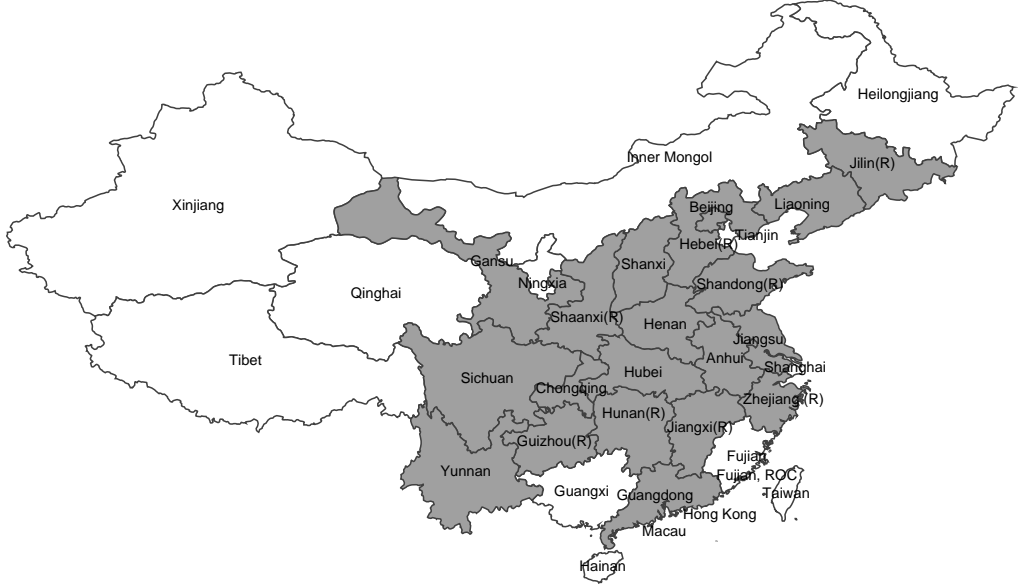 Heilongjiang
Inner Mongol
Jilin(R)
Xinjiang
Liaoning
Beijing
Tianjin
Hebei(R)
Gansu
Shanxi
Ningxia
Shandong(R)
Qinghai
Shaanxi(R)
Henan
Jiangsu
Tibet
Anhui
Shanghai
Sichuan
Hubei
Chongqing
Zhejiang(R)
Hunan(R)
Jiangxi(R)
Guizhou(R)
Fujian
Yunnan
Fujian, ROC
Guangxi
Guangdong
Taiwan
Hong Kong
Macau
Hainan